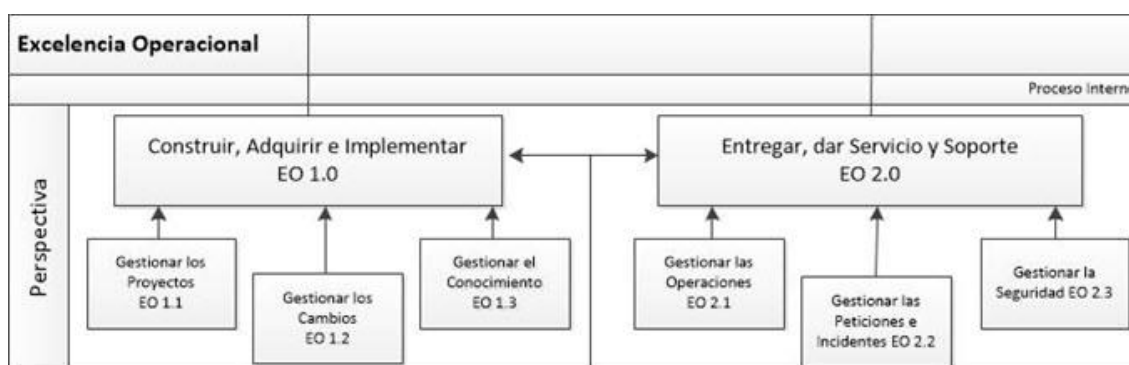 Excelencia Operacional
Proceso Interno
Perspectiva
Construir, Adquirir e Implementar
EO 1.0
Entregar, dar Servicio y Soporte
EO 2.0
Gestionar los
Proyectos
EO 1.1
Gestionar los
Cambios
EO 1.2
Gestionar el
Conocimiento
EO 1.3
Gestionar las
Operaciones
EO 2.1
Gestionar las
Peticiones e
Incidentes EO 2.2
Gestionar la
Seguridad EO 2.3